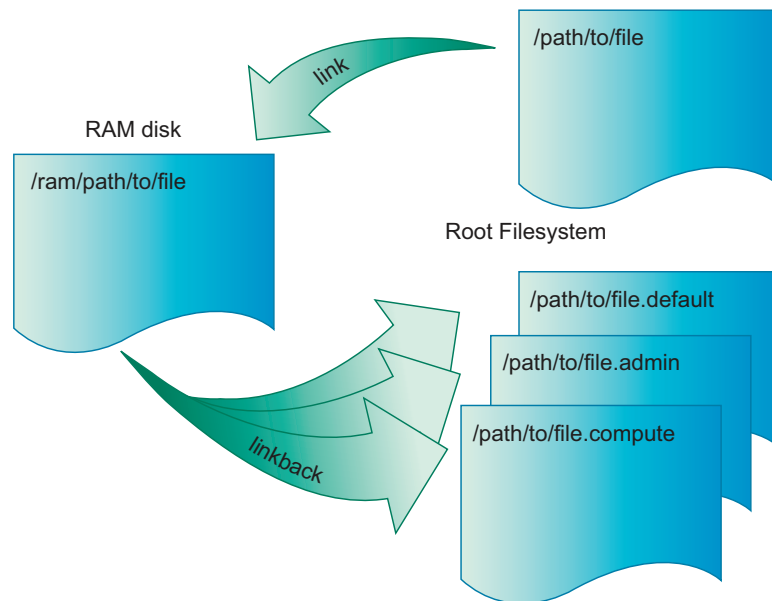 /path/to/file
link
RAM disk
/ram/path/to/file
Root Filesystem
/path/to/file.default
/path/to/file.admin
/path/to/file.compute
linkback